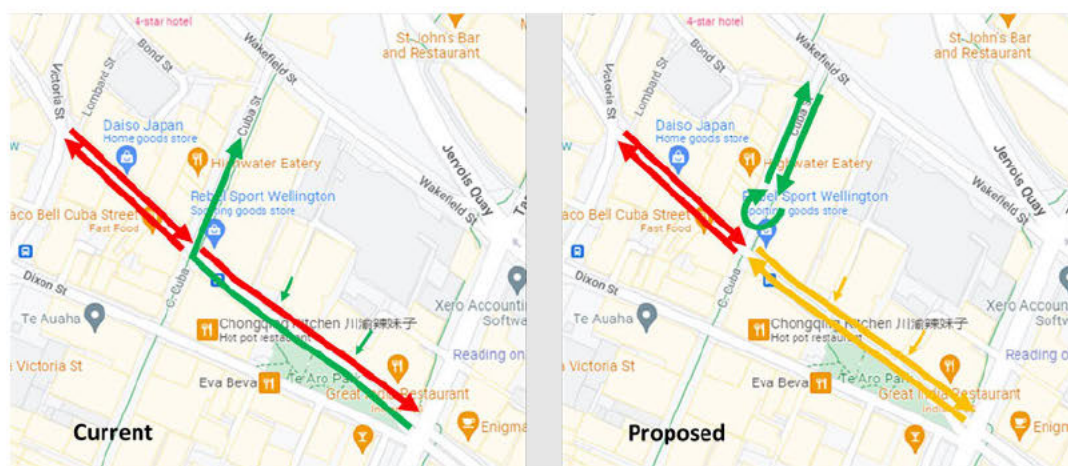 4-star hotel
St John's Bar
and Restaurant
Bond St
Wakefield St
Victoria St
Lombard St
Cuba St
Daiso Japan
Home goods store
Highwater Eatery
Jervois Quay
Rebel Sport Wellington
Sporting goods store
Wakefield St
aco Bell Cuba Street
Fast Food
C. Cuba
Dixon St
Xero Accountin
Softwa
Te Auaha
Chongqing Kitchen 川渝辣妹子
Hot pot restaurant
Reading on
Victoria St
Eva Beva
Te Aro Park
Great India Restaurant
Enigma
Current
4-star hotel
St John's Bar
and Restaurant
Bond St
Wakefield St
Victoria St
Lombard St
Cuba St
Daiso Japan
Home goods store
Highwater Eatery
Jervois Quay
Rebel Sport Wellington
Sporting goods store
Wakefield St
aco Bell Cuba Street
Fast Food
C. Cuba
Dixon St
Xero Accountin
Softwa
Te Auaha
Chongqing Kitchen 川渝辣妹子
Hot pot restaurant
Reading on
a Victoria St
Eva Beva
Te Aro Park
Great India Restaurant
Enigma
Proposed